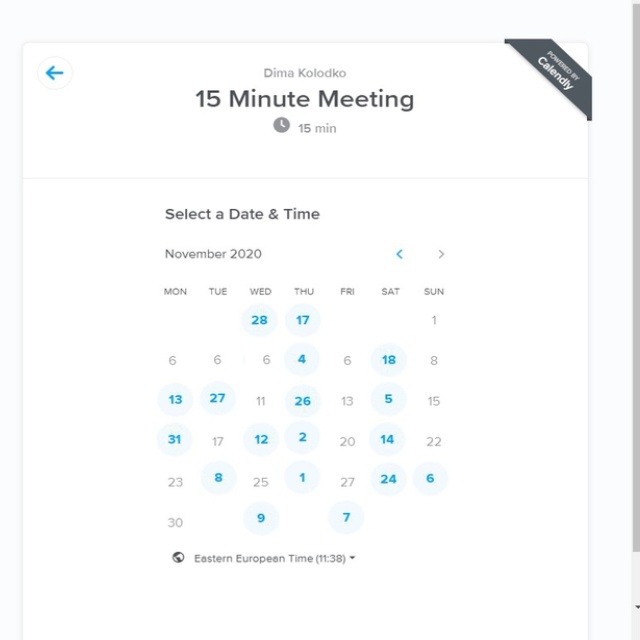 POWERED BY
Calendly
Dima Kolodko
15 Minute Meeting
15 min
Select a Date & Time
November 2020
MON TUE WED THU FRI SAT SUN
28 17 1
6 6 6 4 6 18 8
13 27 11 26 13 5 15
31 17 12 2 20 14 22
23 8 25 1 27 24 6
30 9 7
Eastern European Time (11:38)